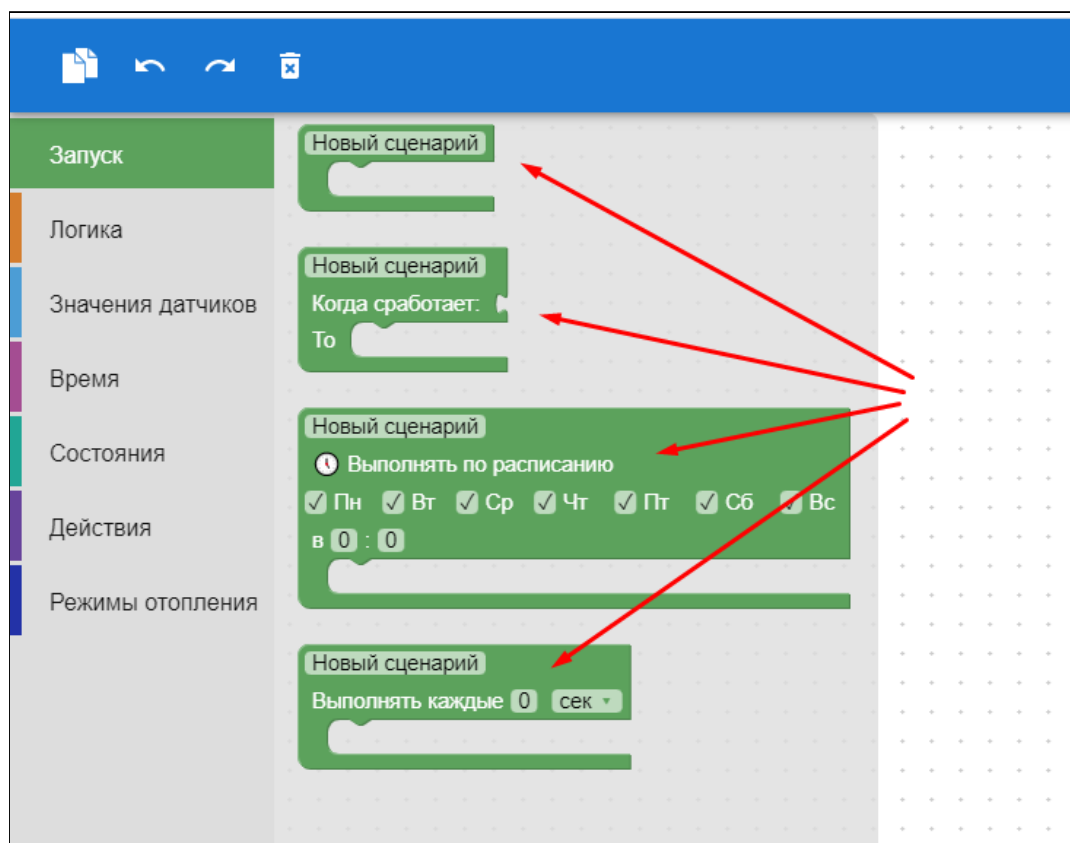 Запуск
Логика
Значения датчиков
Время
Состояния
Действия
Режимы отопления
Новый сценарий
Новый сценарий
Когда сработает:
То
Новый сценарий
Выполнять по расписанию
Пн Вт Ср Чт Пт Сб Вс
в 0 : 0
Новый сценарий
Выполнять каждые 0 сек